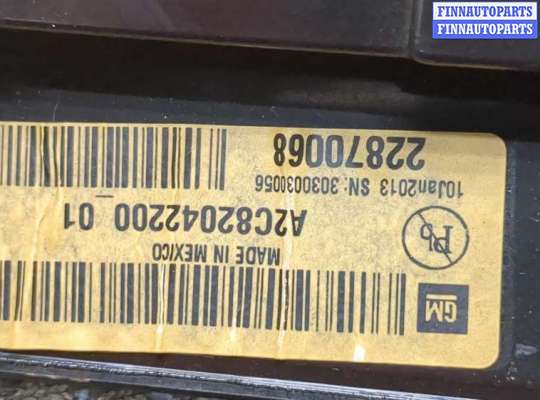 FINNAUTOPARTS
FINNAUTOPARTS
GM
Pb
MADE IN MEXICO
A2C82042200 01
10Jan2013 SN: 3030030056
22870068